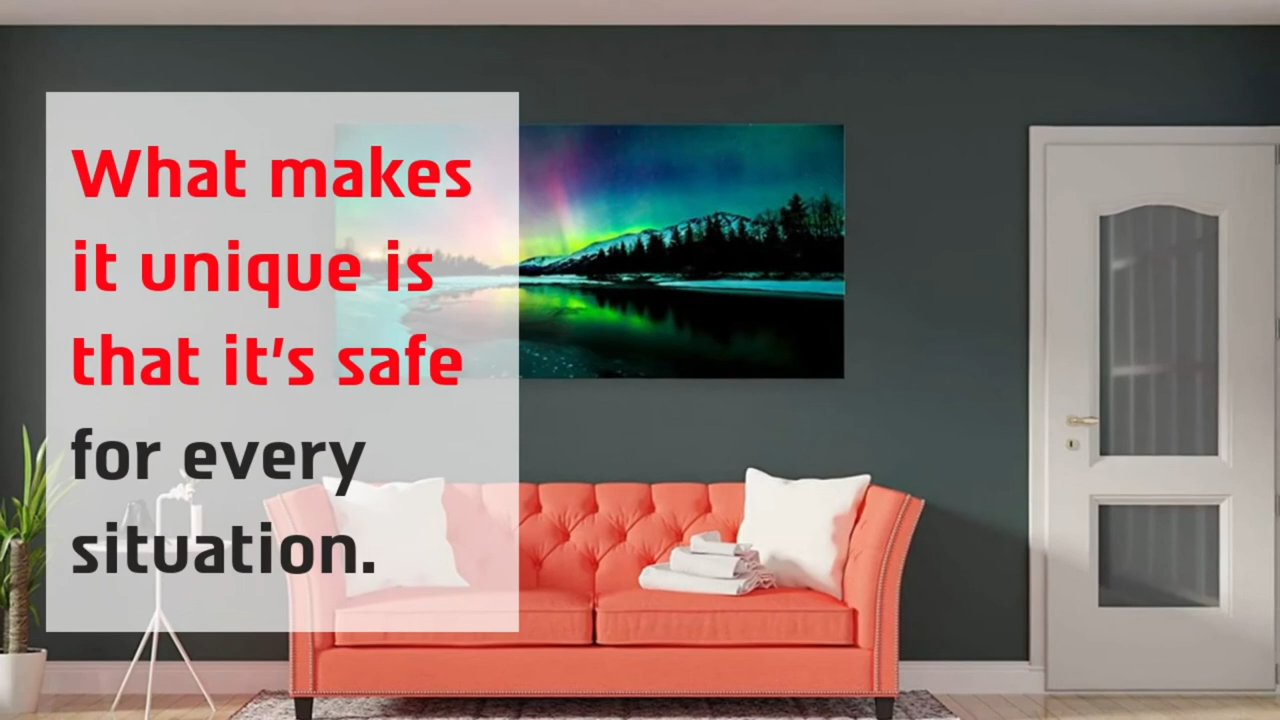 What makes
it unique is
that it's safe
for every
situation.